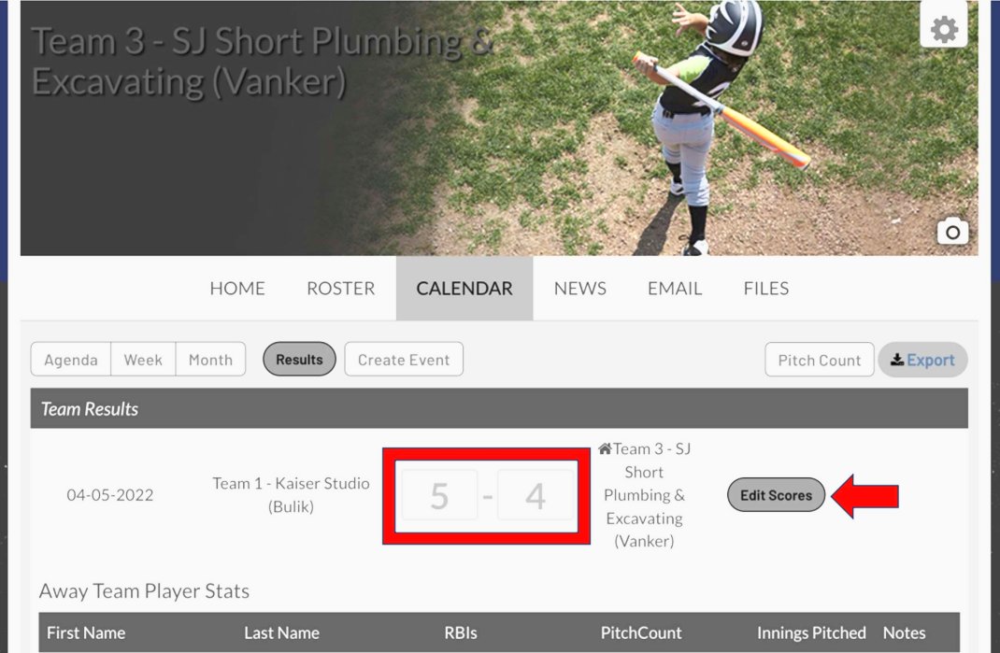 Team 3 - SJ Short Plumbing &
Excavating (Vanker)
HOME ROSTER CALENDAR NEWS EMAIL FILES
Agenda Week Month Results Create Event Pitch Count Export
Team Results
04-05-2022
Team 1 - Kaiser Studio
(Bulik)
5 - 4
Team 3 - SJ
Short
Plumbing &
Excavating
(Vanker)
Edit Scores
Away Team Player Stats
First Name Last Name RBIs PitchCount Innings Pitched Notes